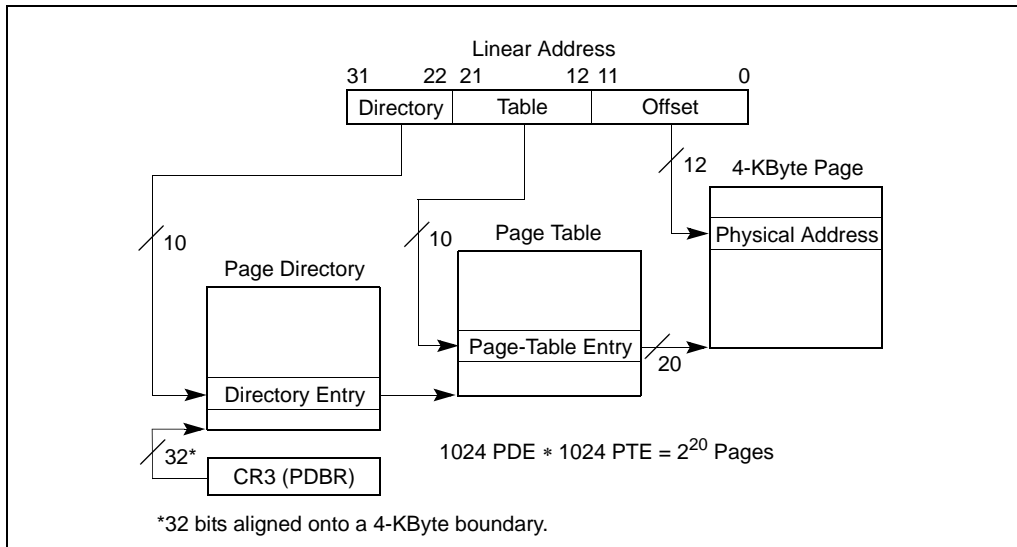 Linear Address
31 22 21 12 11 0
Directory Table Offset
12
4-KByte Page
Physical Address
10
10
Page Table
Page Directory
Page-Table Entry
20
Directory Entry
32*
1024 PDE ∗ 1024 PTE = 2^20 Pages
CR3 (PDBR)
*32 bits aligned onto a 4-KByte boundary.